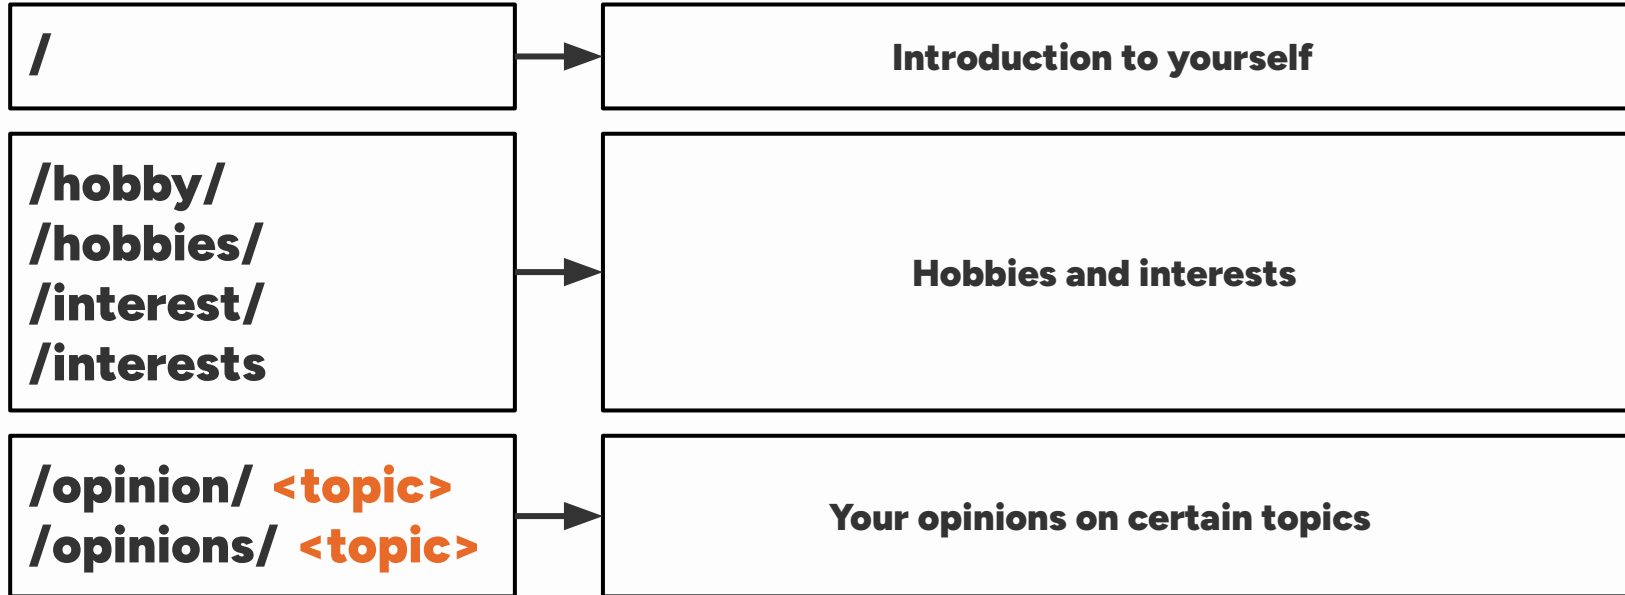 /
Introduction to yourself
/hobby/
/hobbies/
/interest/
/interests
Hobbies and interests
/opinion/ <topic>
/opinions/ <topic>
Your opinions on certain topics